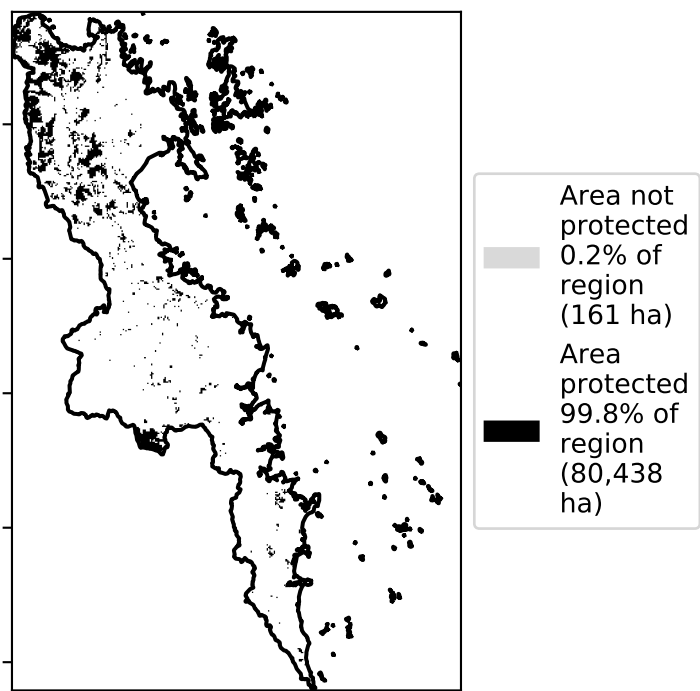 Area not
protected
0.2% of
region
(161 ha)
Area
protected
99.8% of
region
(80,438
ha)